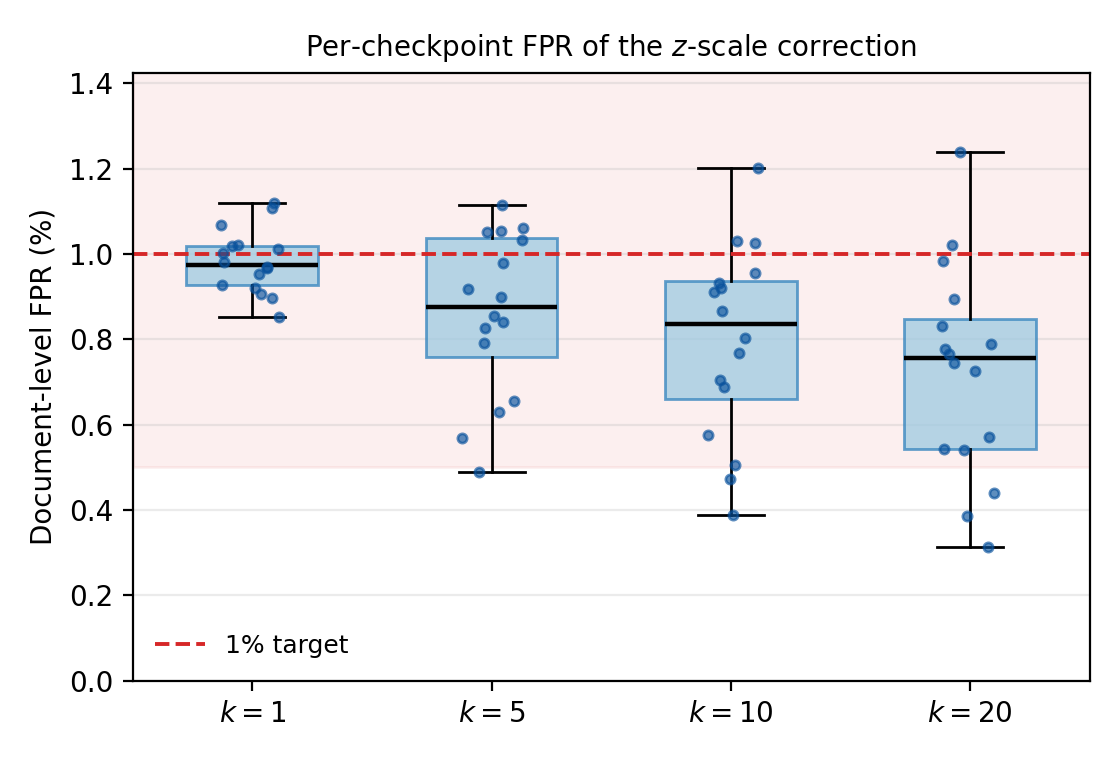 Per-checkpoint FPR of the z-scale correction
Document-level FPR (%)
1.4
1.2
1.0
0.8
0.6
0.4
0.2
0.0
1% target
k = 1
k = 5
k = 10
k = 20